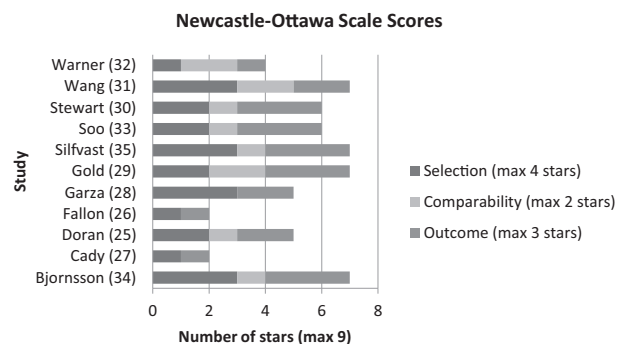 Newcastle-Ottawa Scale Scores
Warner (32)
Wang (31)
Stewart (30)
Soo (33)
Silfvast (35)
Gold (29)
Garza (28)
Fallon (26)
Doran (25)
Cady (27)
Bjornsson (34)
Study
Selection (max 4 stars)
Comparability (max 2 stars)
Outcome (max 3 stars)
0 2 4 6 8
Number of stars (max 9)